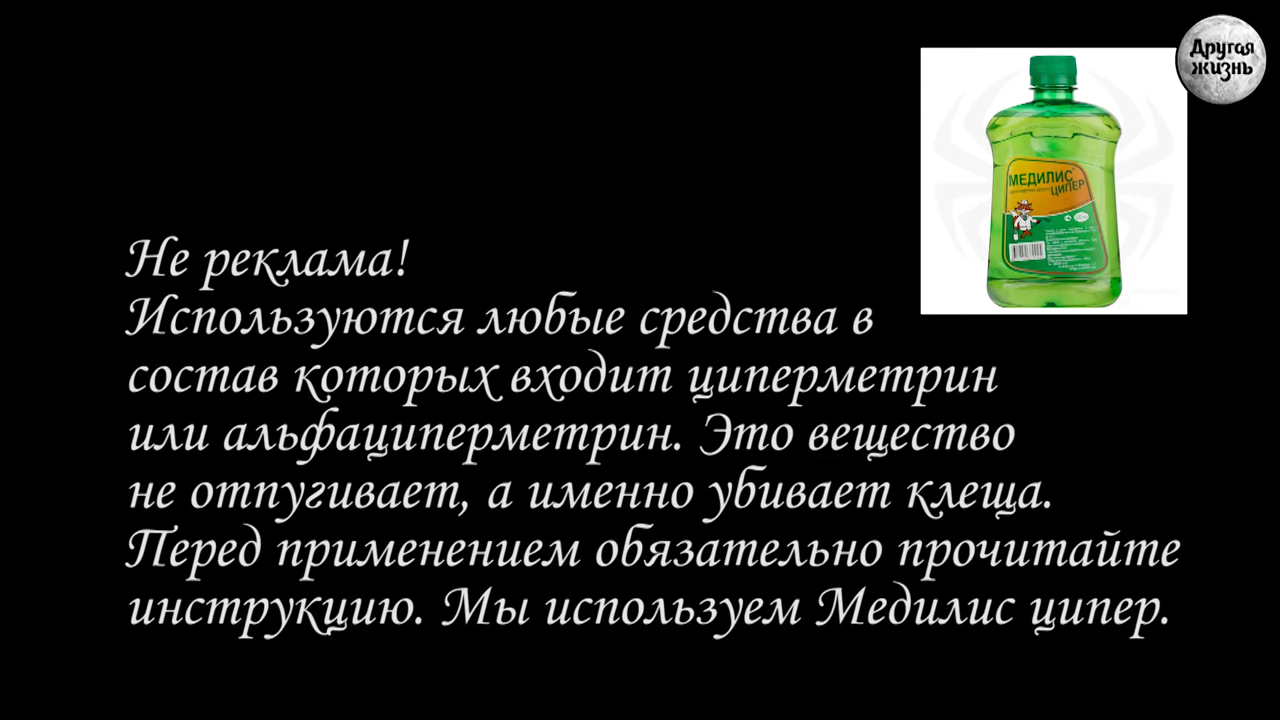 Другая
жизнь
МЕДИЛИС
ЦИПЕР
Не реклама!
Используются любые средства в
состав которых входит циперметрин
или альфациперметрин. Это вещество
не отпугивает, а именно убивает клеща.
Перед применением обязательно прочитайте
инструкцию. Мы используем Медилис ципер.